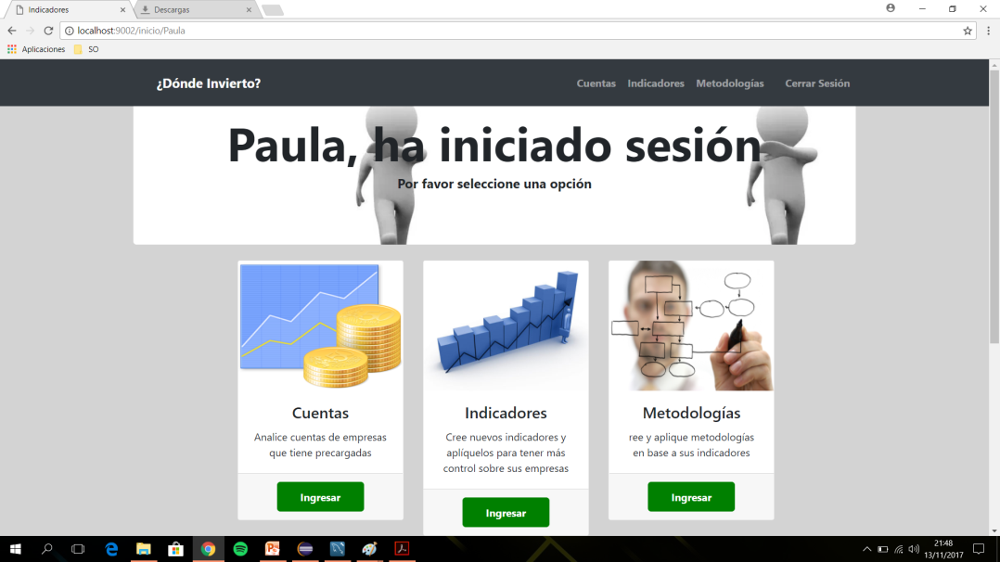 Indicadores
Descargas
localhost:9002/inicio/Paula
Aplicaciones SO
¿Dónde Invierto? Cuentas Indicadores Metodologías Cerrar Sesión
Paula, ha iniciado sesión
Por favor seleccione una opción
Cuentas
Analice cuentas de empresas
que tiene precargadas
Ingresar
Indicadores
Cree nuevos indicadores y
aplíquelos para tener más
control sobre sus empresas
Ingresar
Metodologías
ree y aplique metodologías
en base a sus indicadores
Ingresar
21:48
13/11/2017